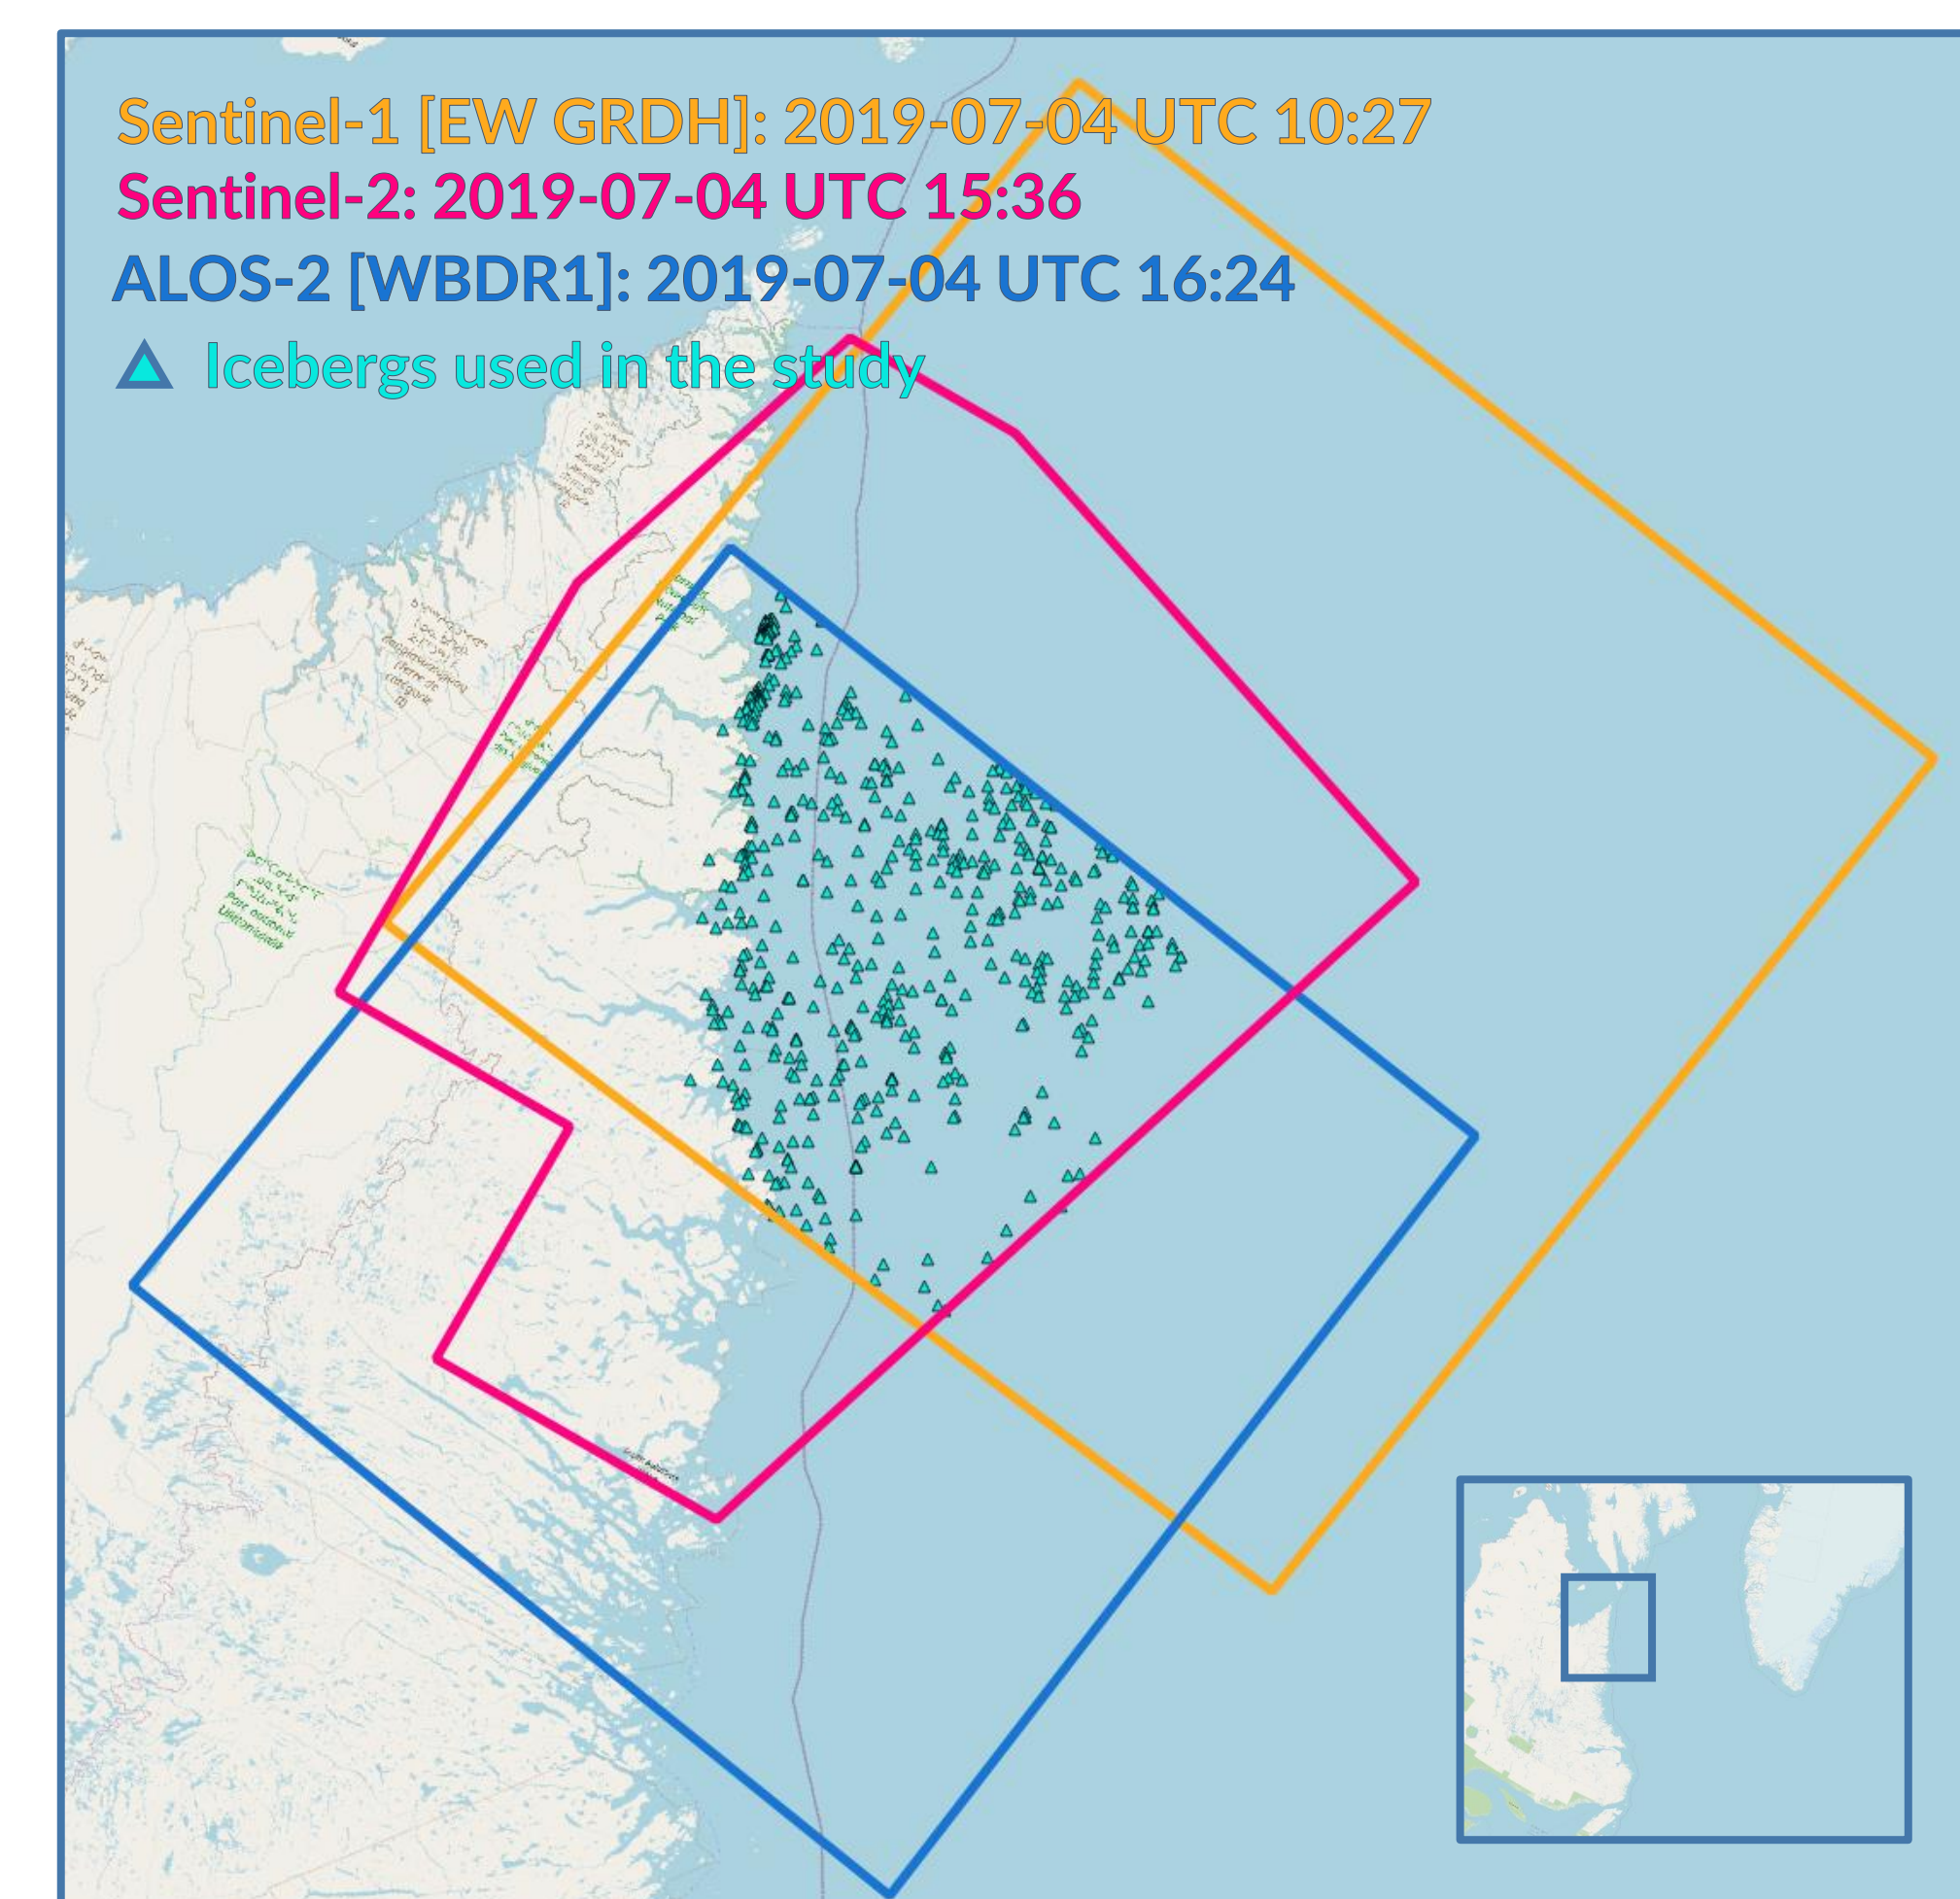 Sentinel-1 [EW GRDH]: 2019-07-04 UTC 10:27
Sentinel-2: 2019-07-04 UTC 15:36
ALOS-2 [WBDR1]: 2019-07-04 UTC 16:24
Icebergs used in the study